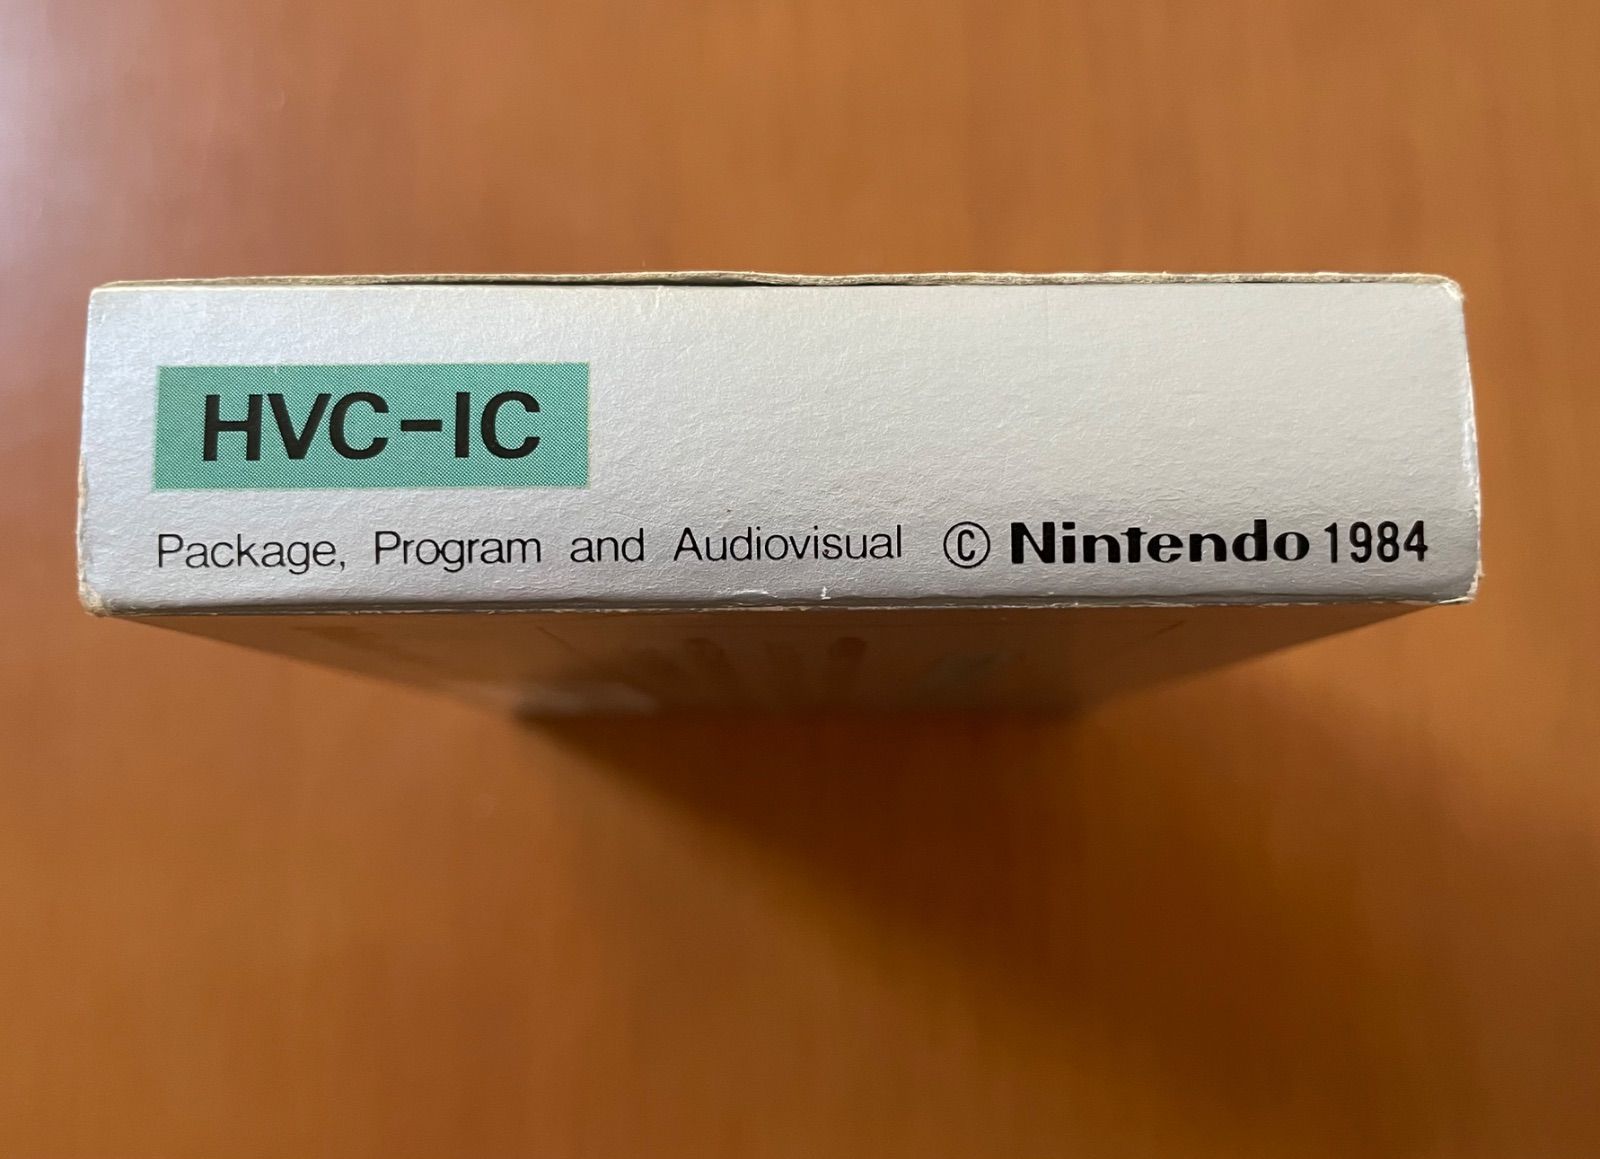 HVC-IC
Package, Program and Audiovisual © Nintendo 1984